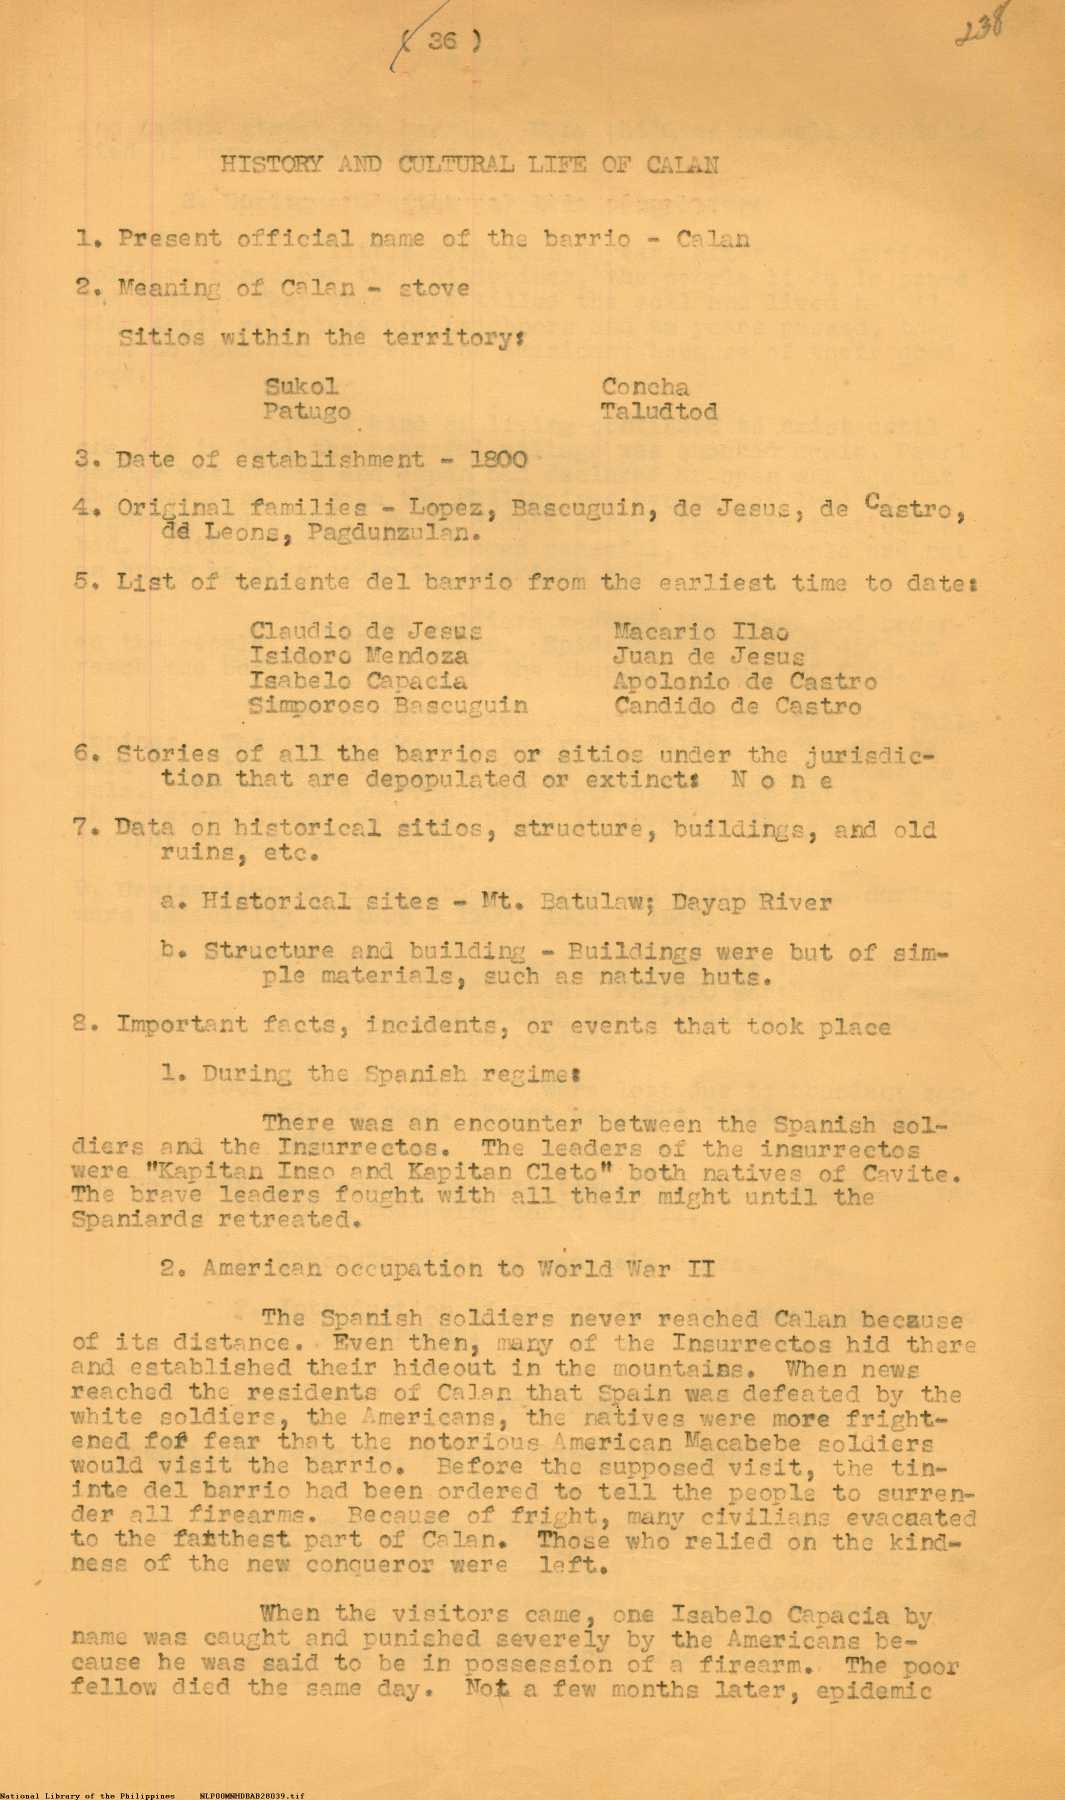 ( 36 )
238
HISTORY AND CULTURAL LIFE OF CALAN
1. Present official name of the barrio - Calan
2. Meaning of Calan - stove
Sitios within the territory:
Sukol Concha
Patugo Taludtod
3. Date of establishment - 1800
4. Original families - Lopez, Bascuguin, de Jesus, de Castro,
de Leons, Pagdunzulan.
5. List of teniente del barrio from the earliest time to date:
Claudio de Jesus Macario Ilao
Isidoro Mendoza Juan de Jesus
Isabelo Capacia Apolonio de Castro
Simporoso Bascuguin Candido de Castro
6. Stories of all the barrios or sitios under the jurisdic-
tion that are depopulated or extinct: N o n e
7. Data on historical sitios, structure, buildings, and old
ruins, etc.
a. Historical sites - Mt. Batulaw; Dayap River
b. Structure and building - Buildings were but of sim-
ple materials, such as native huts.
8. Important facts, incidents, or events that took place
1. During the Spanish regime:
There was an encounter between the Spanish sol-
diers and the Insurrectos. The leaders of the insurrectos
were "Kapitan Inso and Kapitan Cleto" both natives of Cavite.
The brave leaders fought with all their might until the
Spaniards retreated.
2. American occupation to World War II
The Spanish soldiers never reached Calan because
of its distance. Even then, many of the Insurrectos hid there
and established their hideout in the mountains. When news
reached the residents of Calan that Spain was defeated by the
white soldiers, the Americans, the natives were more fright-
ened for fear that the notorious American Macabebe soldiers
would visit the barrio. Before the supposed visit, the tin-
inte del barrio had been ordered to tell the people to surren-
der all firearms. Because of fright, many civilians evacuated
to the farthest part of Calan. Those who relied on the kind-
ness of the new conqueror were left.
When the visitors came, one Isabelo Capacia by
name was caught and punished severely by the Americans be-
cause he was said to be in possession of a firearm. The poor
fellow died the same day. Not a few months later, epidemic
National Library of the Philippines NLPOOMNHDBAB28039.tif